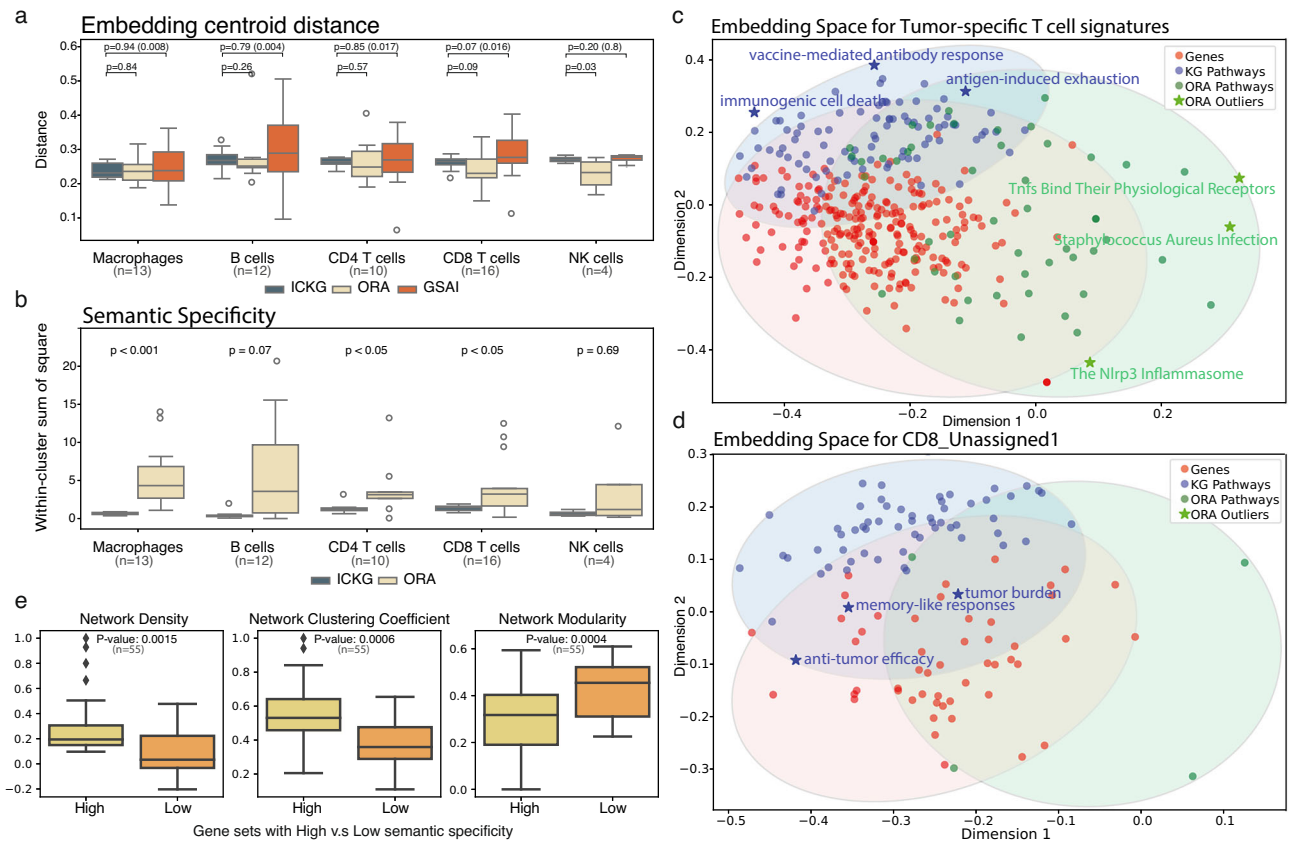 a
Embedding centroid distance
p=0.94 (0.008)
p=0.79 (0.004)
p=0.85 (0.017)
p=0.07 (0.016)
p=0.20 (0.8)
p=0.84
p=0.26
p=0.57
p=0.09
p=0.03
Distance
0.6
0.5
0.4
0.3
0.2
0.1
Macrophages
(n=13)
B cells
(n=12)
CD4 T cells
(n=10)
CD8 T cells
(n=16)
NK cells
(n=4)
ICKG
ORA
GSAI
b
Semantic Specificity
p < 0.001
p = 0.07
p < 0.05
p < 0.05
p = 0.69
Within-cluster sum of square
20
15
10
5
0
Macrophages
(n=13)
B cells
(n=12)
CD4 T cells
(n=10)
CD8 T cells
(n=16)
NK cells
(n=4)
ICKG
ORA
c
Embedding Space for Tumor-specific T cell signatures
vaccine-mediated antibody response
antigen-induced exhaustion
immunogenic cell death
Tnfs Bind Their Physiological Receptors
Staphylococcus Aureus Infection
The Nlrp3 Inflammasome
Genes
KG Pathways
ORA Pathways
ORA Outliers
Dimension 2
0.4
0.2
0.0
−0.2
−0.4
−0.4
−0.2
0.0
0.2
Dimension 1
d
Embedding Space for CD8_Unassigned1
Genes
KG Pathways
ORA Pathways
ORA Outliers
tumor burden
memory-like responses
anti-tumor efficacy
Dimension 2
0.3
0.2
0.1
0.0
−0.1
−0.2
−0.3
−0.5
−0.4
−0.3
−0.2
−0.1
0.0
0.1
Dimension 1
e
Network Density
P-value: 0.0015
(n=55)
1.0
0.8
0.6
0.4
0.2
0.0
−0.2
High
Low
Network Clustering Coefficient
P-value: 0.0006
(n=55)
1.0
0.8
0.6
0.4
0.2
High
Low
Network Modularity
P-value: 0.0004
(n=55)
0.6
0.4
0.2
0.0
High
Low
Gene sets with High v.s Low semantic specificity